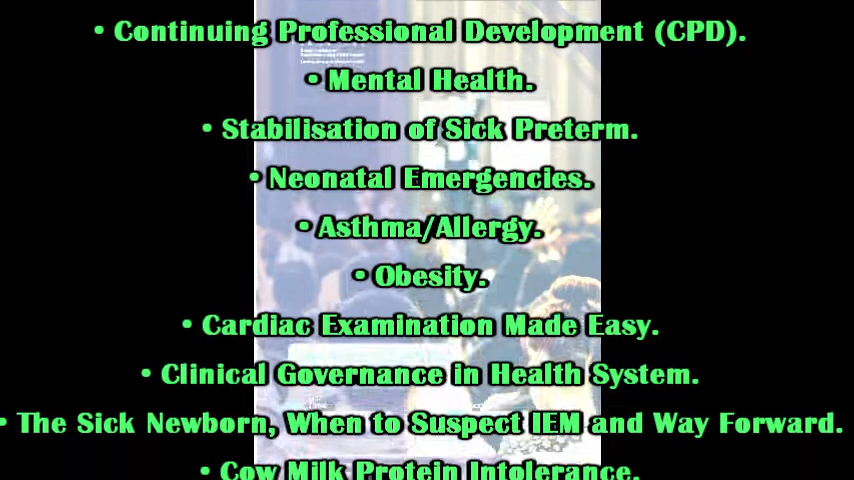 • Continuing Professional Development (CPD).
• Mental Health.
• Stabilisation of Sick Preterm.
• Neonatal Emergencies.
• Asthma/Allergy.
• Obesity.
• Cardiac Examination Made Easy.
• Clinical Governance in Health System.
• The Sick Newborn, When to Suspect IEM and Way Forward.
• Cow Milk Protein Intolerance.